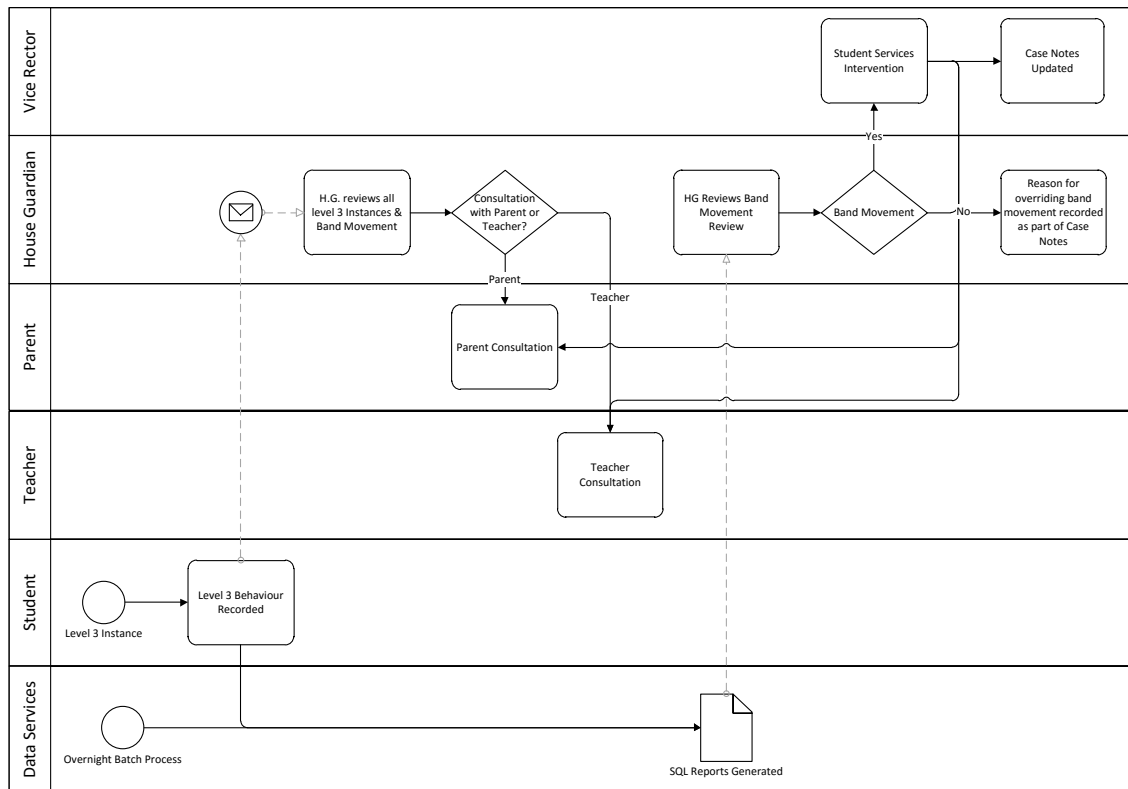 Vice Rector
Student Services
Intervention
Case Notes
Updated
Yes
House Guardian
H.G. reviews all
level 3 Instances &
Band Movement
Consultation
with Parent or
Teacher?
HG Reviews Band
Movement
Review
Band Movement
No
Reason for
overriding band
movement recorded
as part of Case
Notes
Parent
Teacher
Parent
Parent Consultation
Teacher
Teacher
Consultation
Student
Level 3 Instance
Level 3 Behaviour
Recorded
Data Services
Overnight Batch Process
SQL Reports Generated